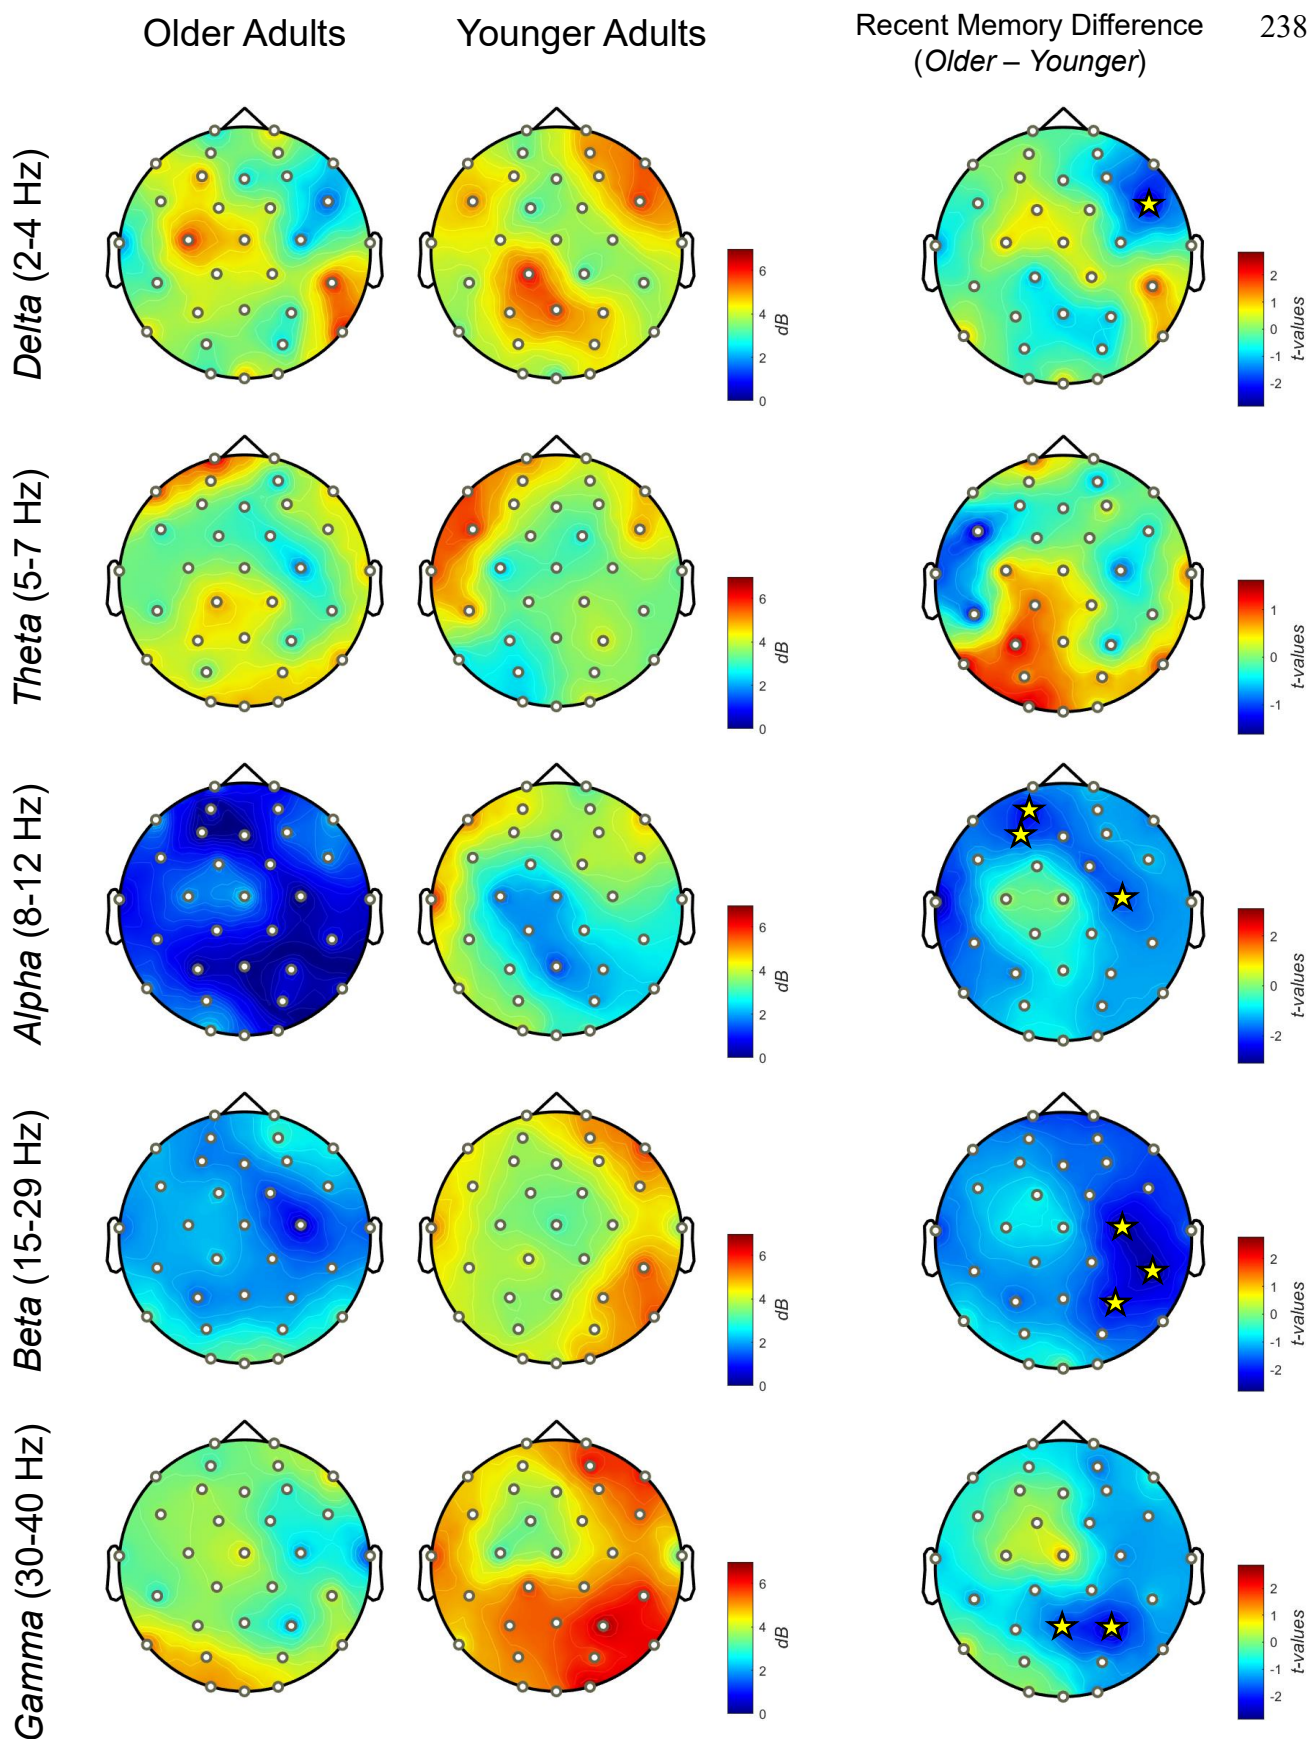 Older Adults
Younger Adults
Recent Memory Difference
(Older – Younger)
238
Delta (2-4 Hz)
6
4
2
0
dB
2
1
0
-1
-2
t-values
Theta (5-7 Hz)
6
4
2
0
dB
1
0
-1
t-values
Alpha (8-12 Hz)
6
4
2
0
dB
2
0
-2
t-values
Beta (15-29 Hz)
6
4
2
0
dB
2
1
0
-1
-2
t-values
Gamma (30-40 Hz)
6
4
2
0
dB
2
1
0
-1
-2
t-values